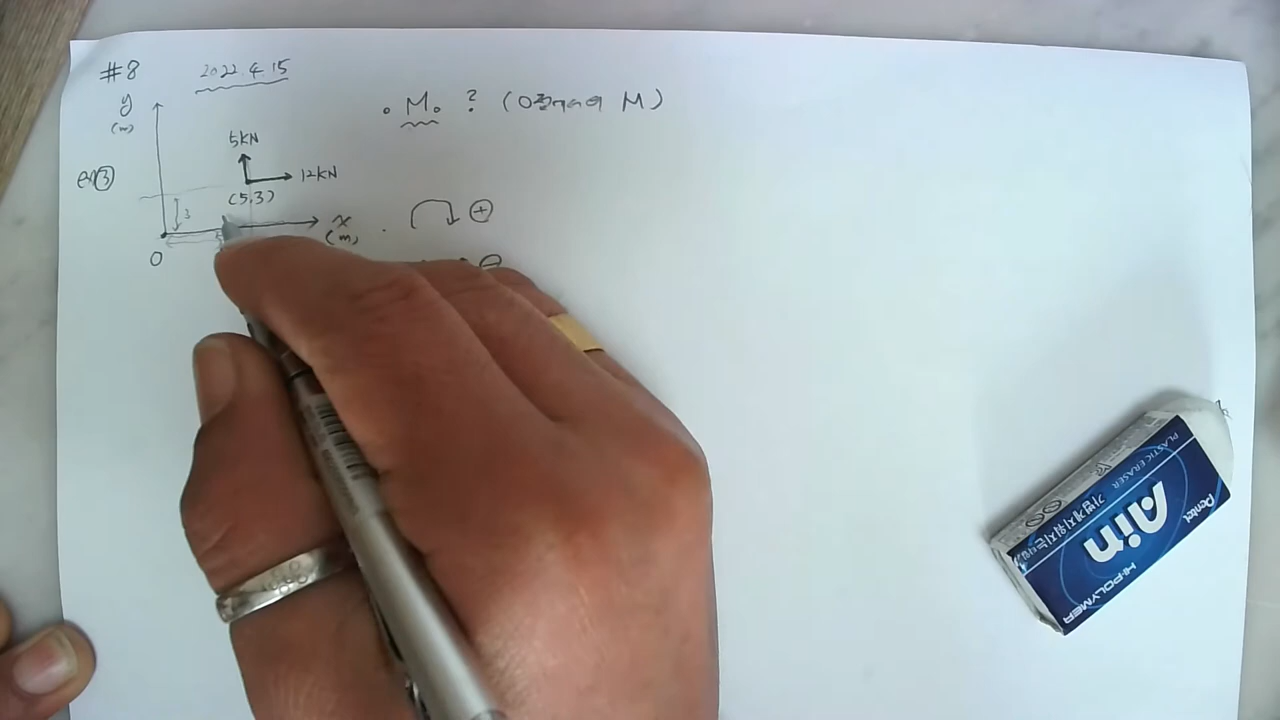 #8 2022.4.15
y
(m)
• M₀ ? (0점에서의 M)
5KN
12KN
ex③
(5,3)
3
5
x
(m)
⊕
0
⊖
PLASTIC ERASER
Pentel
Ain
HI-POLYMER